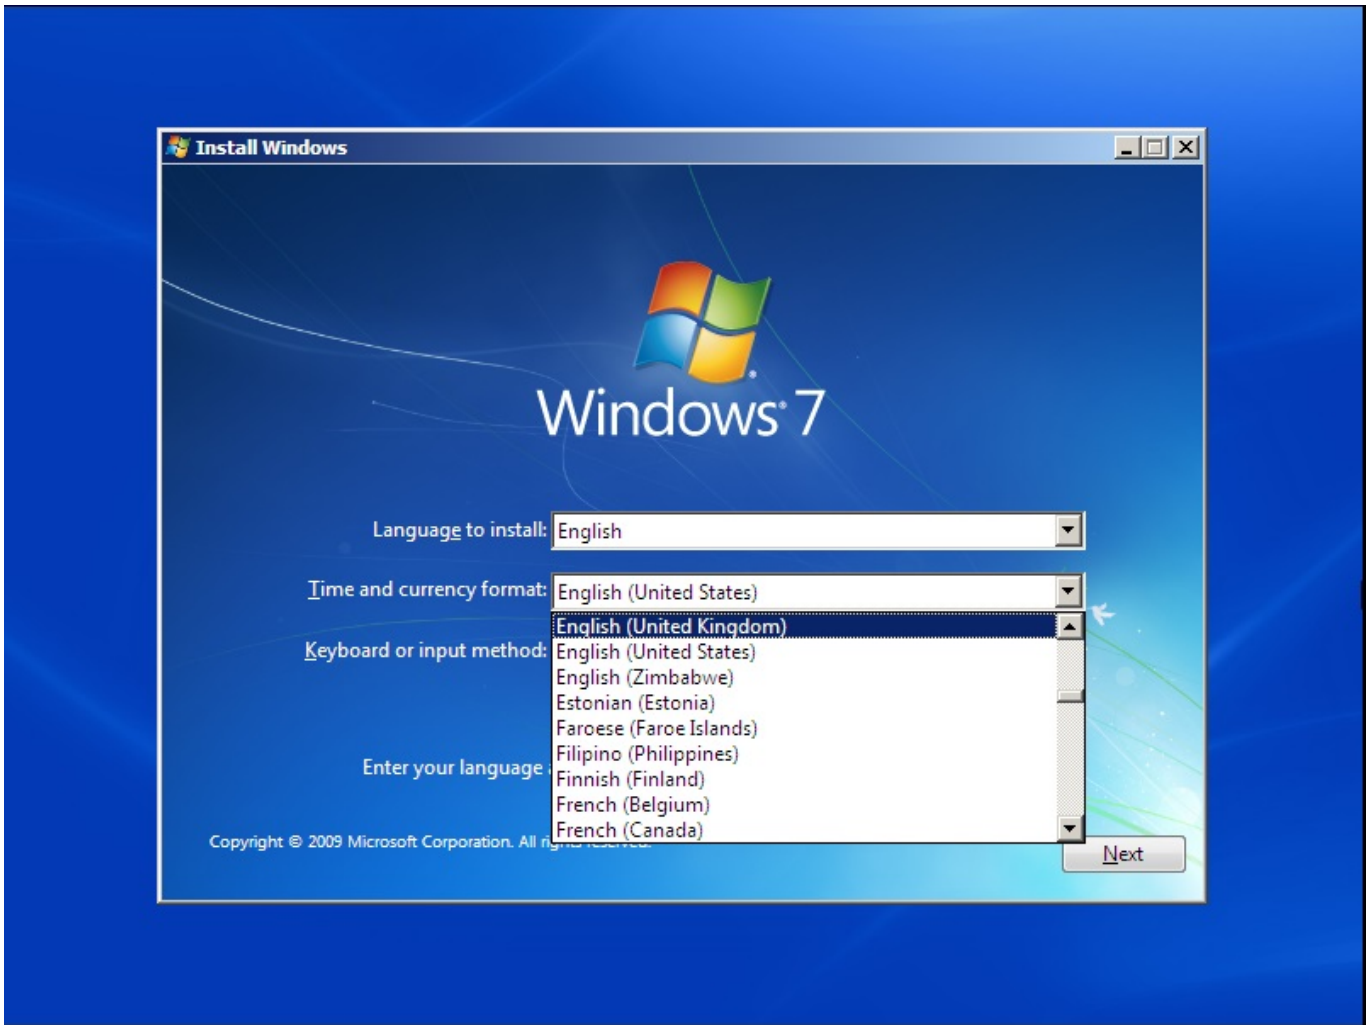 Install Windows
Windows® 7
Language to install: English
Time and currency format: English (United States)
English (United Kingdom)
Keyboard or input method: English (United States)
English (Zimbabwe)
Estonian (Estonia)
Faroese (Faroe Islands)
Filipino (Philippines)
Enter your language
Finnish (Finland)
French (Belgium)
French (Canada)
Copyright © 2009 Microsoft Corporation. All rights reserved.
Next